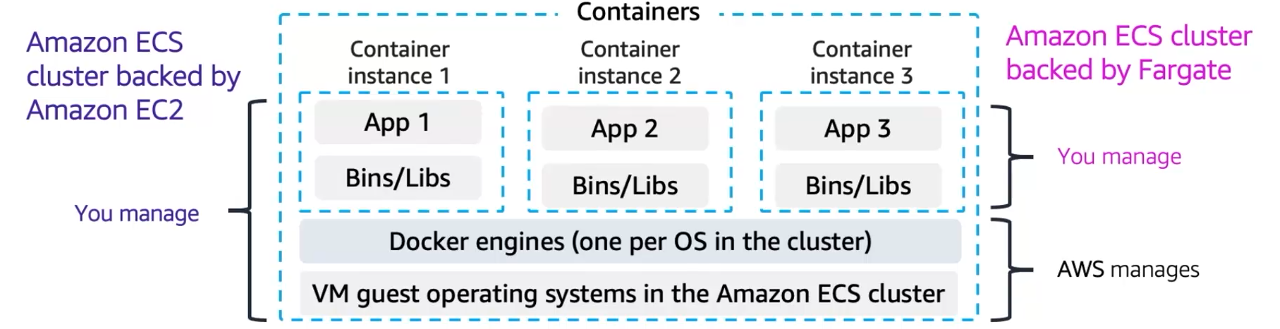 Containers
Amazon ECS
cluster backed by
Amazon EC2
You manage
Container
instance 1
App 1
Bins/Libs
Container
instance 2
App 2
Bins/Libs
Container
instance 3
App 3
Bins/Libs
Docker engines (one per OS in the cluster)
VM guest operating systems in the Amazon ECS cluster
Amazon ECS cluster
backed by Fargate
You manage
AWS manages